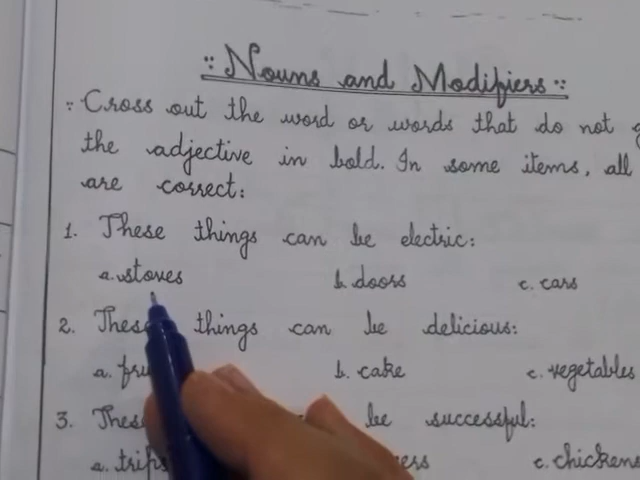 :: Nouns and Modifiers ::
:: Cross out the word or words that do not
the adjective in bold. In some items, all
are correct:
1. These things can be electric:
a. stoves b. doors c. cars
2. These things can be delicious:
a. b. cake c. vegetables
3. These be successful:
a. trips c. chickens